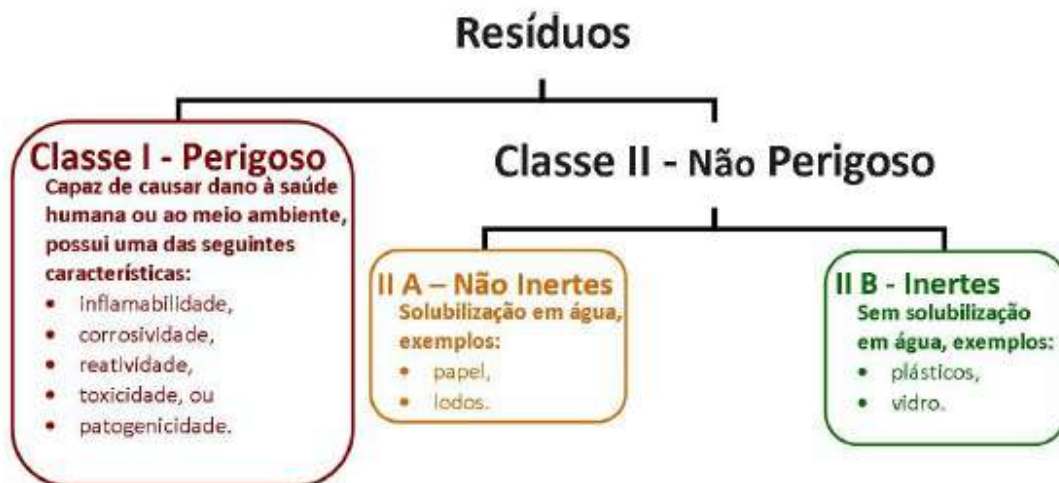 Resíduos
Classe I - Perigoso
Capaz de causar dano à saúde
humana ou ao meio ambiente,
possui uma das seguintes
características:
• inflamabilidade,
• corrosividade,
• reatividade,
• toxicidade, ou
• patogenicidade.
Classe II - Não Perigoso
II A – Não Inertes
Solubilização em água,
exemplos:
• papel,
• lodos.
II B - Inertes
Sem solubilização
em água, exemplos:
• plásticos,
• vidro.